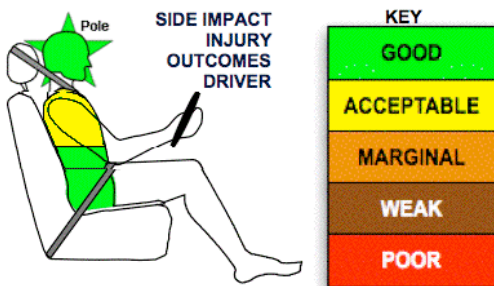 Pole
SIDE IMPACT
INJURY
OUTCOMES
DRIVER
KEY
GOOD
ACCEPTABLE
MARGINAL
WEAK
POOR